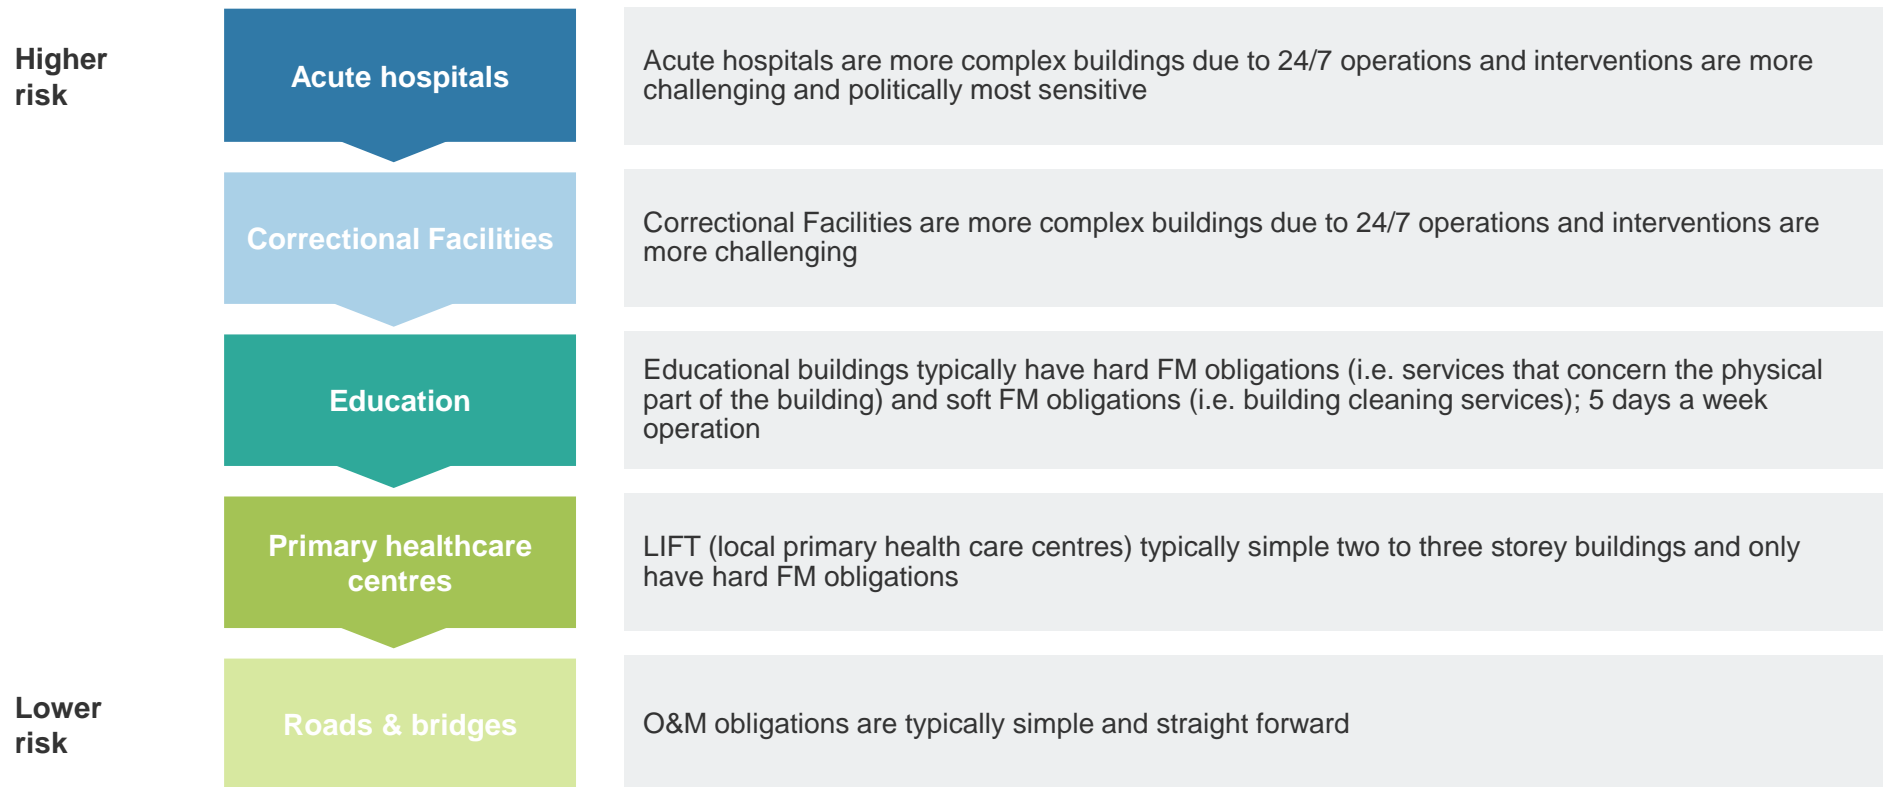 Higher
risk
Acute hospitals
Acute hospitals are more complex buildings due to 24/7 operations and interventions are more
challenging and politically most sensitive
Correctional Facilities
Correctional Facilities are more complex buildings due to 24/7 operations and interventions are
more challenging
Education
Educational buildings typically have hard FM obligations (i.e. services that concern the physical
part of the building) and soft FM obligations (i.e. building cleaning services); 5 days a week
operation
Primary healthcare
centres
LIFT (local primary health care centres) typically simple two to three storey buildings and only
have hard FM obligations
Lower
risk
Roads & bridges
O&M obligations are typically simple and straight forward